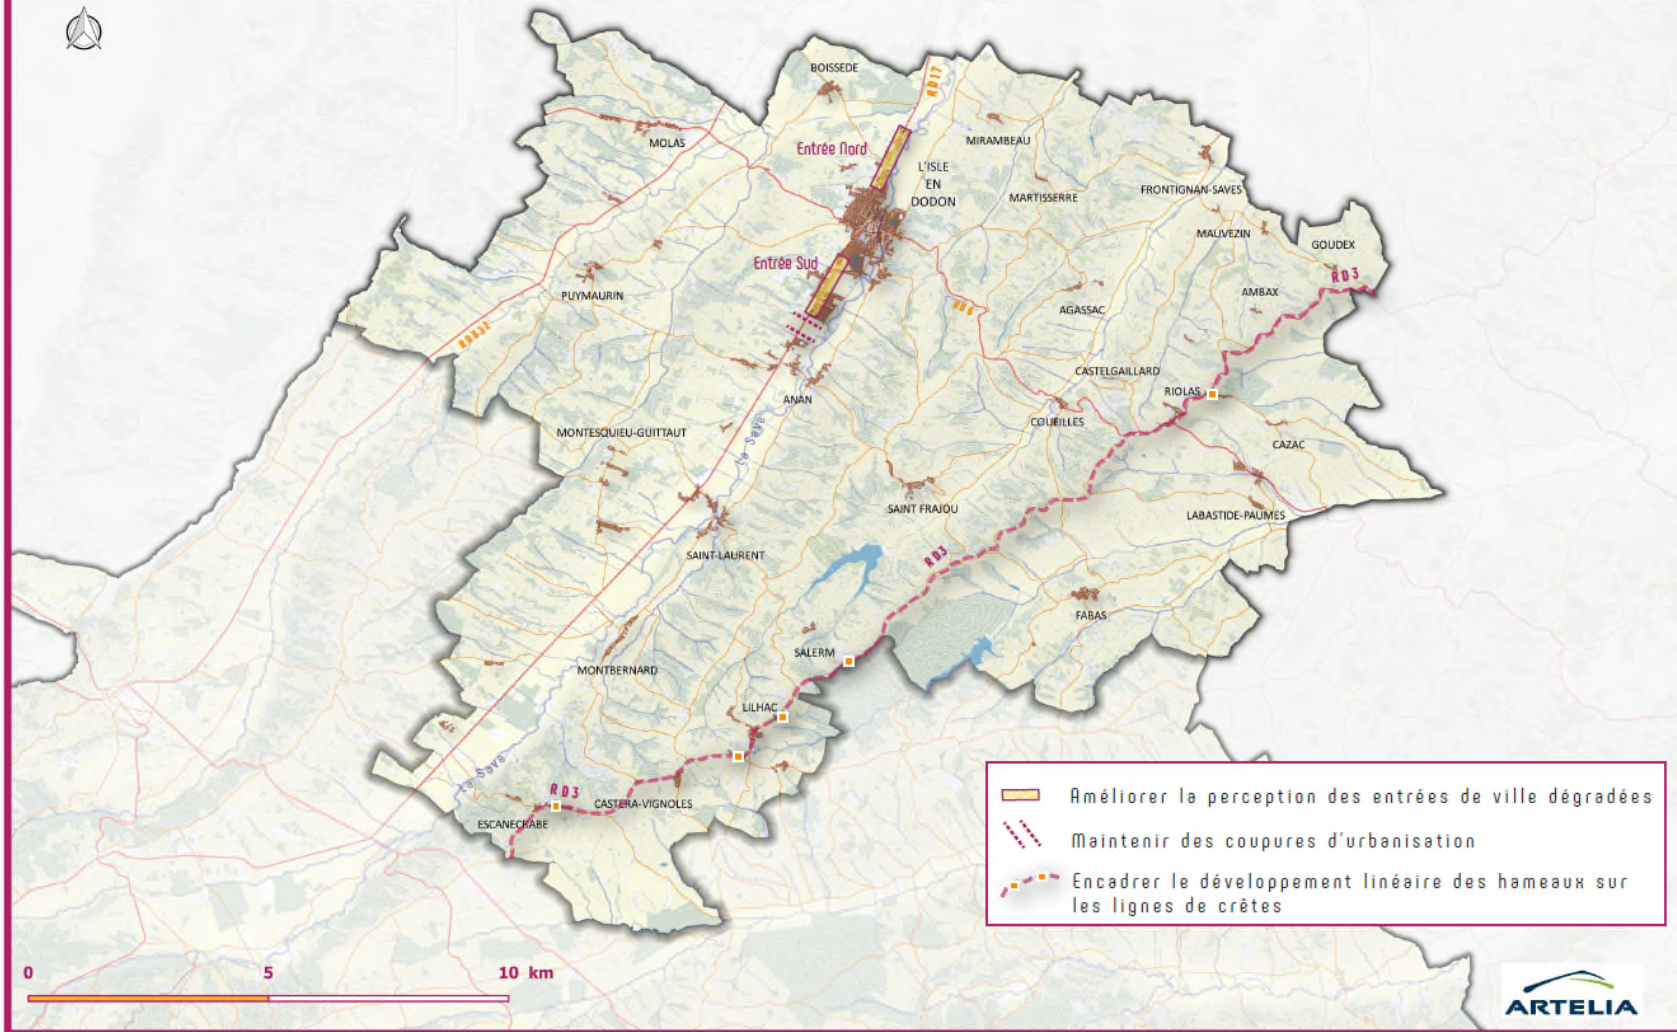 BOISSEDE
RD17
MOLAS
Entrée Nord
MIRAMBEAU
L'ISLE
EN
DODON
MARTISSERRE
FRONTIGNAN-SAVES
MAUVEZIN
GOUDEX
Entrée Sud
RD3
PUYMAURIN
AMBAX
RD6
AGASSAC
RD632
CASTELGAILLARD
RIOLAS
ANAN
COUEILLES
MONTESQUIEU-GUITTAUT
La Save
CAZAC
SAINT FRAJOU
LABASTIDE-PAUMES
SAINT-LAURENT
RD3
FABAS
SALERM
MONTBERNARD
LILHAC
La Save
RD3
CASTERA-VIGNOLES
ESCANECRABE
Améliorer la perception des entrées de ville dégradées
Maintenir des coupures d'urbanisation
Encadrer le développement linéaire des hameaux sur
les lignes de crêtes
0 5 10 km
ARTELIA